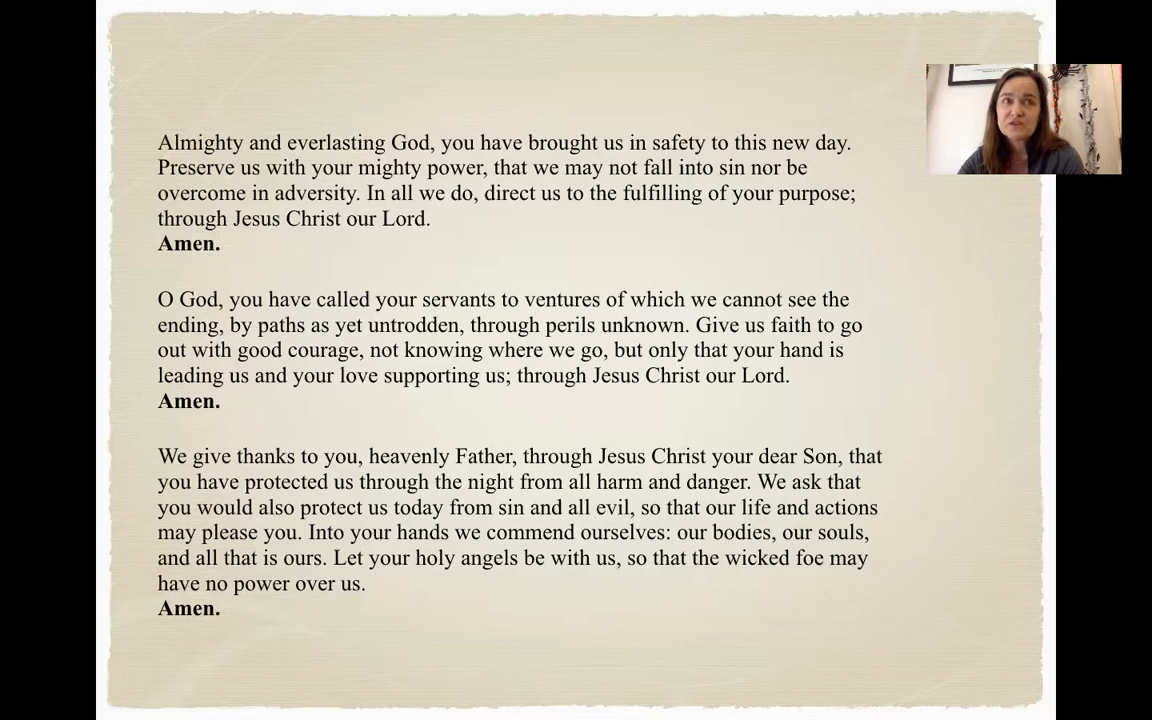 Almighty and everlasting God, you have brought us in safety to this new day.
Preserve us with your mighty power, that we may not fall into sin nor be
overcome in adversity. In all we do, direct us to the fulfilling of your purpose;
through Jesus Christ our Lord.
Amen.
O God, you have called your servants to ventures of which we cannot see the
ending, by paths as yet untrodden, through perils unknown. Give us faith to go
out with good courage, not knowing where we go, but only that your hand is
leading us and your love supporting us; through Jesus Christ our Lord.
Amen.
We give thanks to you, heavenly Father, through Jesus Christ your dear Son, that
you have protected us through the night from all harm and danger. We ask that
you would also protect us today from sin and all evil, so that our life and actions
may please you. Into your hands we commend ourselves: our bodies, our souls,
and all that is ours. Let your holy angels be with us, so that the wicked foe may
have no power over us.
Amen.